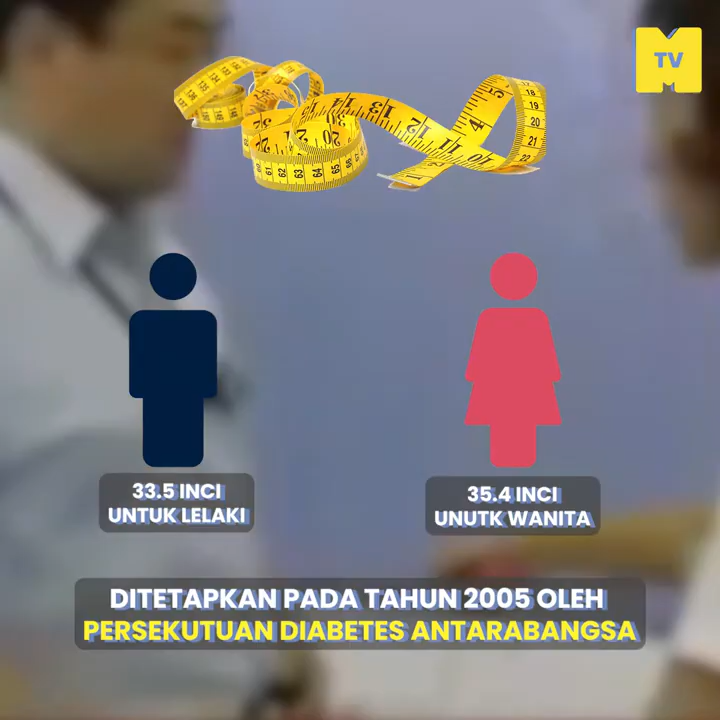 TV
33.5 INCI
UNTUK LELAKI
35.4 INCI
UNUTK WANITA
DITETAPKAN PADA TAHUN 2005 OLEH
PERSEKUTUAN DIABETES ANTARABANGSA